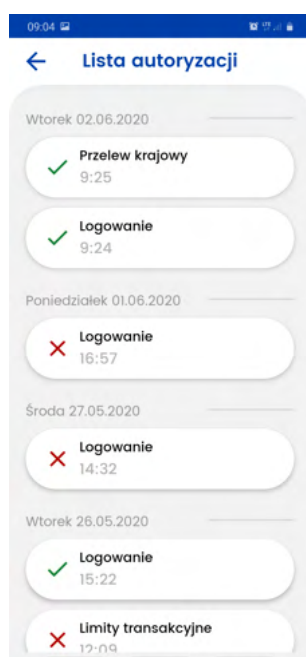 09:04
Lista autoryzacji
Wtorek 02.06.2020
Przelew krajowy
9:25
Logowanie
9:24
Poniedziałek 01.06.2020
Logowanie
16:57
Środa 27.05.2020
Logowanie
14:32
Wtorek 26.05.2020
Logowanie
15:22
Limity transakcyjne
12:09